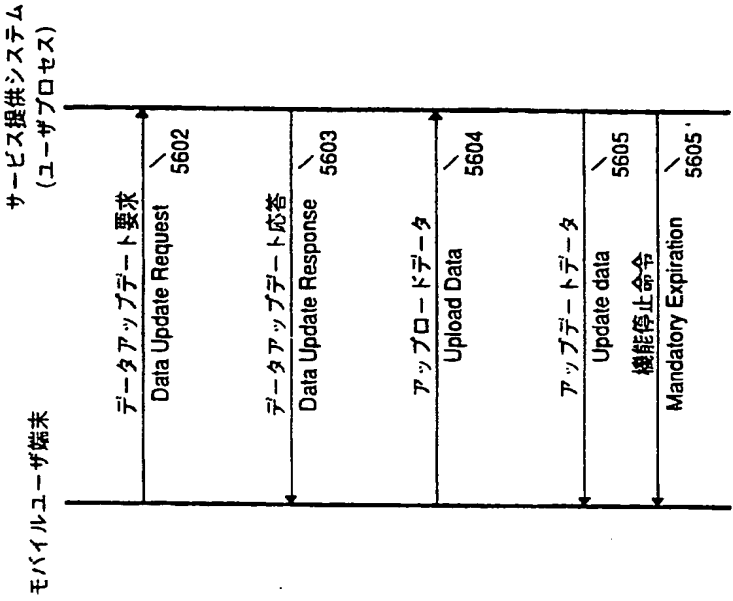 モバイルユーザ端末
サービス提供システム
(ユーザプロセス)
データアップデート要求
Data Update Request
5602
データアップデート応答
Data Update Response
5603
アップロードデータ
Upload Data
5604
アップデートデータ
Update data
5605
機能停止命令
Mandatory Expiration
5605'